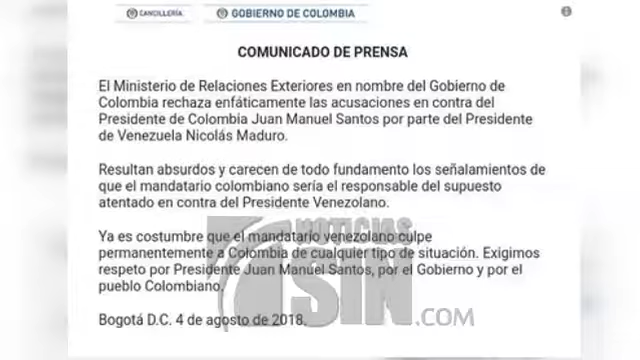 CANCILLERÍA GOBIERNO DE COLOMBIA
COMUNICADO DE PRENSA
El Ministerio de Relaciones Exteriores en nombre del Gobierno de
Colombia rechaza enfáticamente las acusaciones en contra del
Presidente de Colombia Juan Manuel Santos por parte del Presidente
de Venezuela Nicolás Maduro.
Resultan absurdos y carecen de todo fundamento los señalamientos de
que el mandatario colombiano sería el responsable del supuesto
atentado en contra del Presidente Venezolano.
Ya es costumbre que el mandatario venezolano culpe
permanentemente a Colombia de cualquier tipo de situación. Exigimos
respeto por Presidente Juan Manuel Santos, por el Gobierno y por el
pueblo Colombiano.
Bogotá D.C. 4 de agosto de 2018.
NOTICIAS
SIN.COM